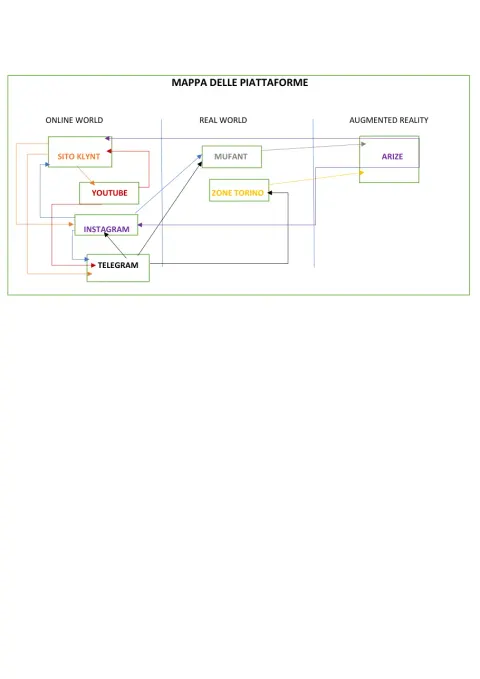 MAPPA DELLE PIATTAFORME
ONLINE WORLD
REAL WORLD
AUGMENTED REALITY
SITO KLYNT
MUFANT
ARIZE
YOUTUBE
ZONE TORINO
INSTAGRAM
TELEGRAM